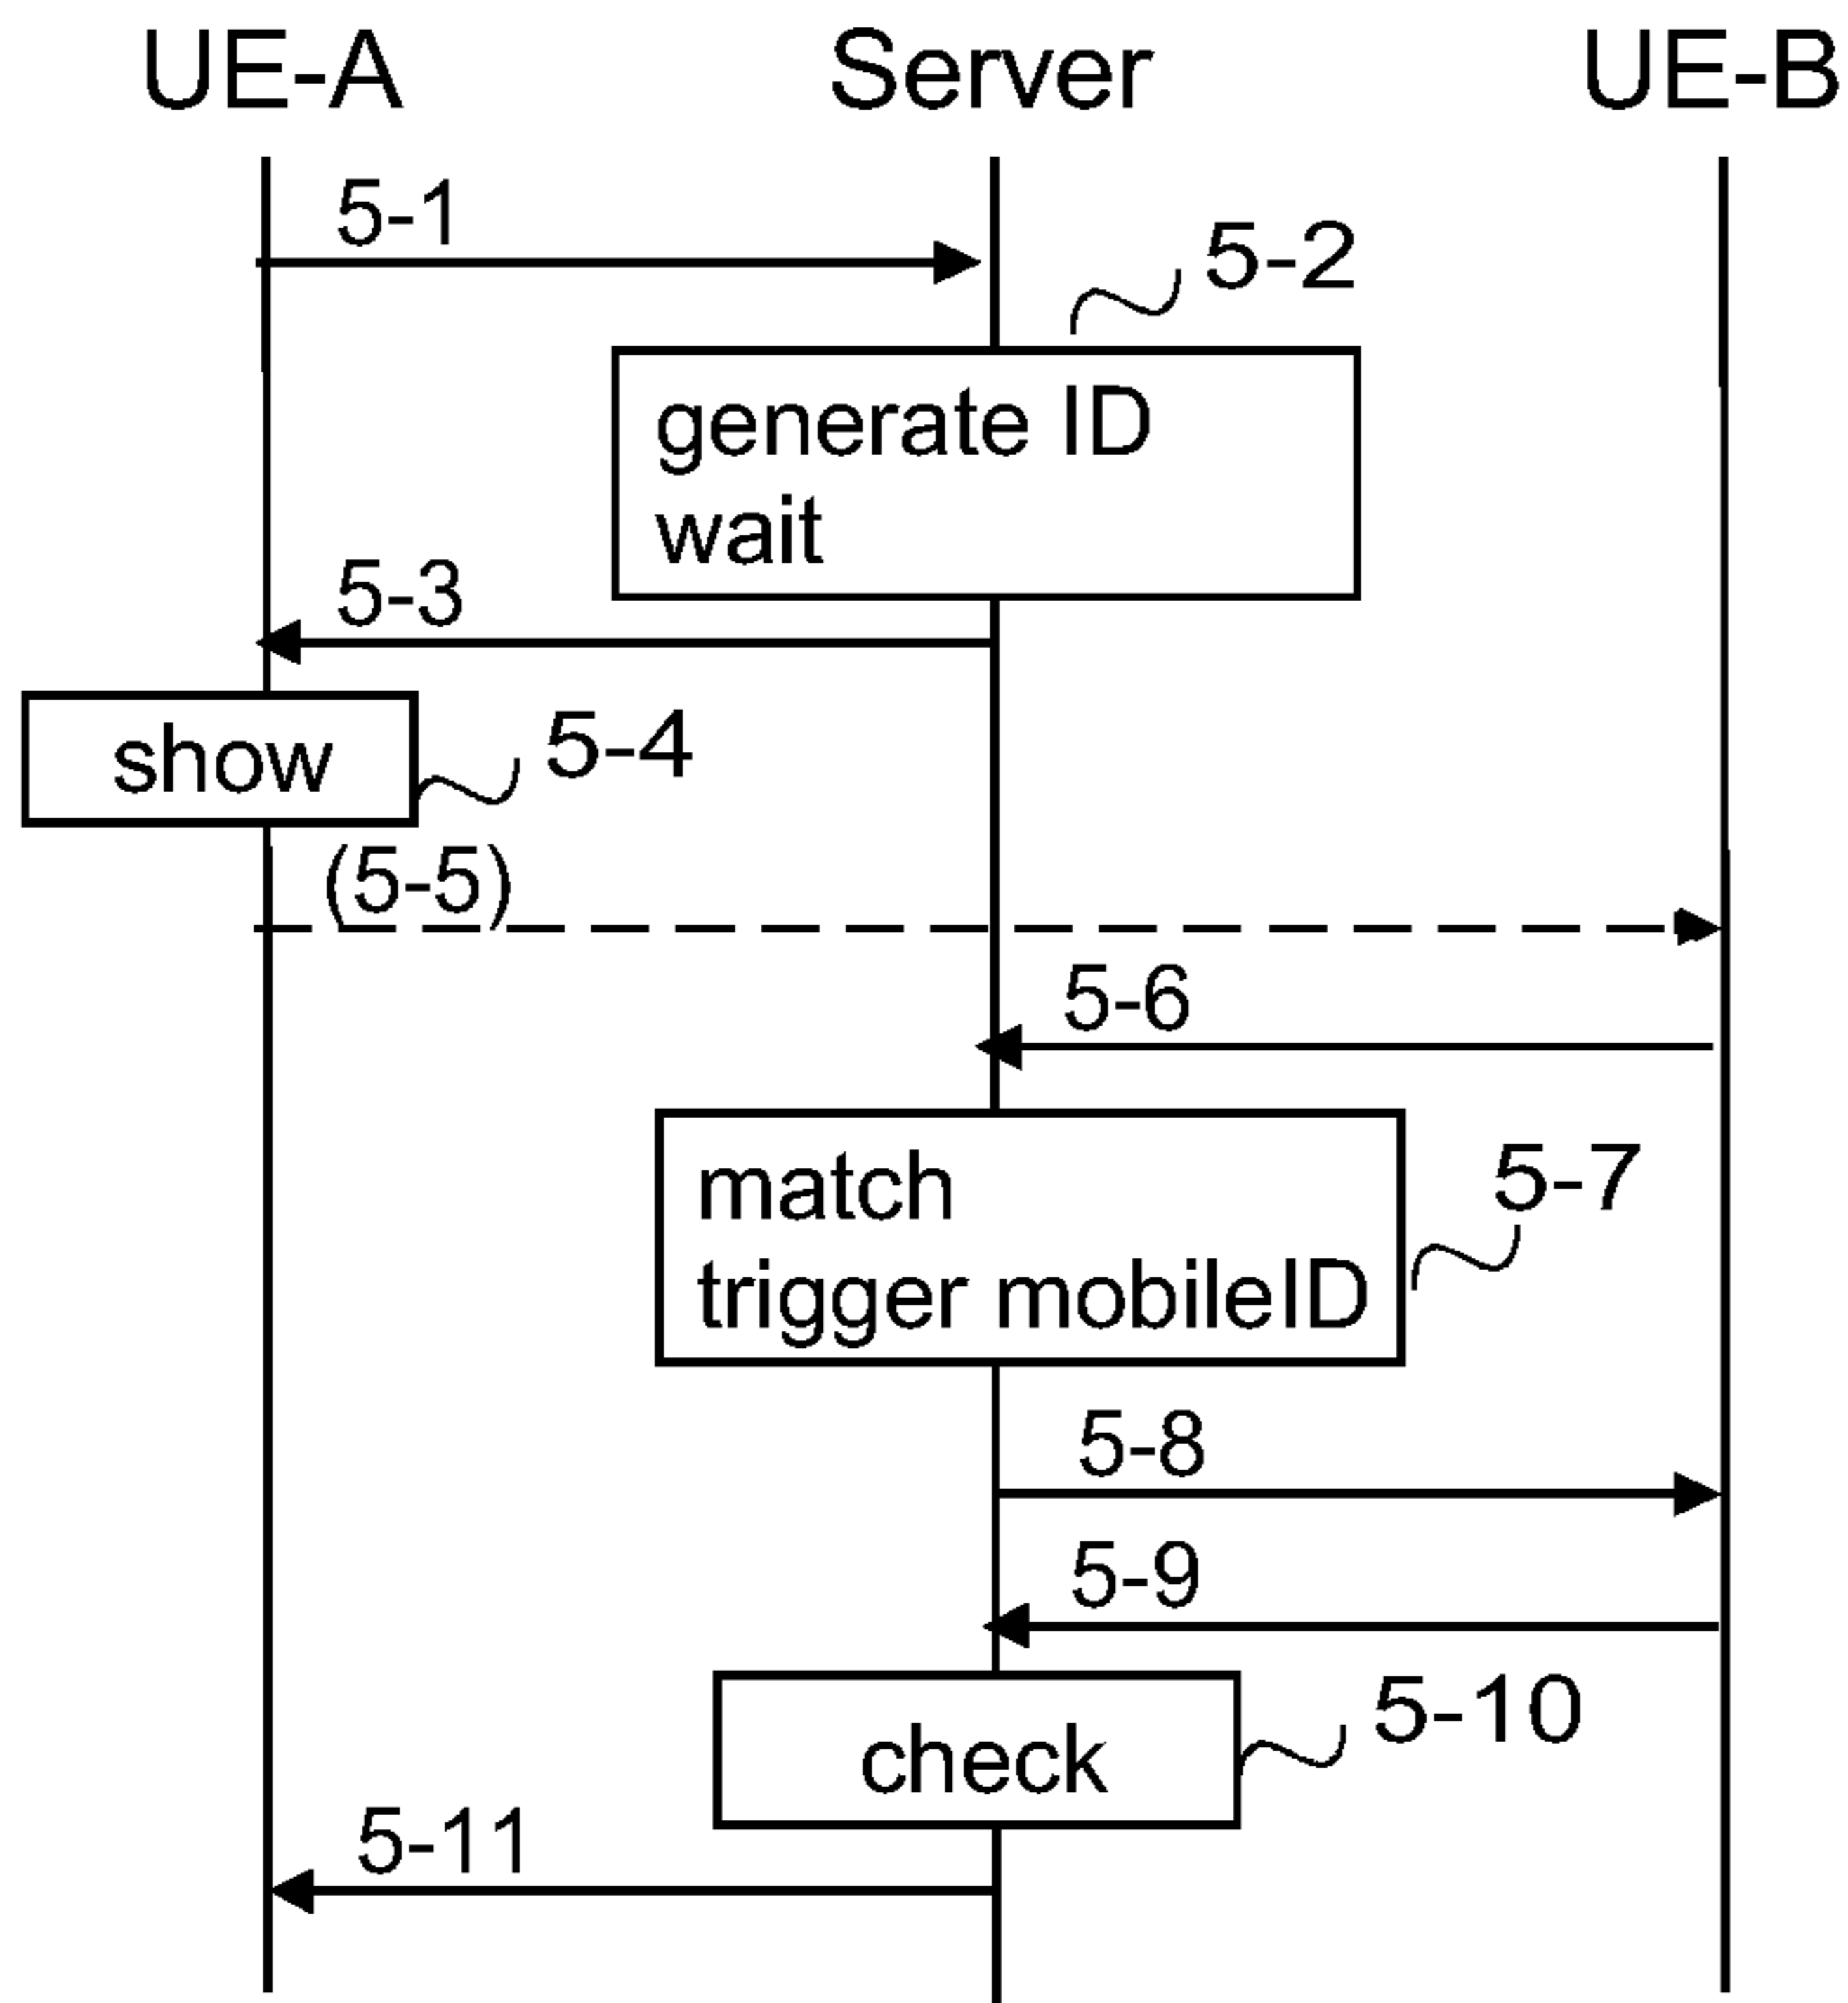 UE-A Server UE-B
5-1
5-2
generate ID
wait
5-3
show
5-4
(5-5)
5-6
match
trigger mobileID
5-7
5-8
5-9
check
5-10
5-11